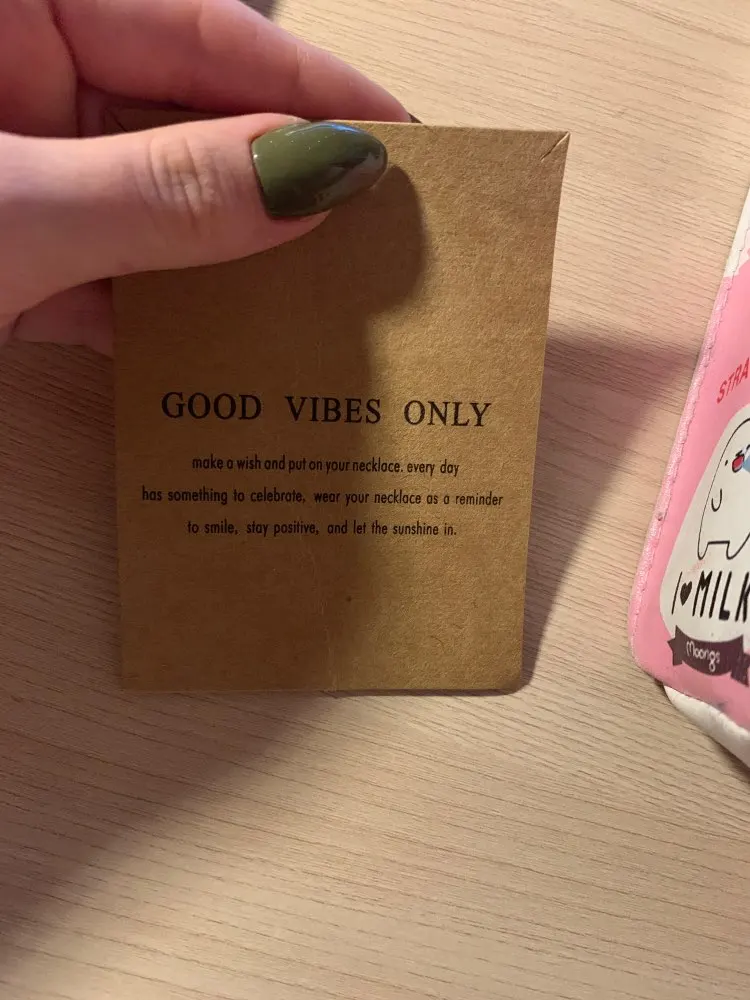 GOOD VIBES ONLY
make a wish and put on your necklace. every day
has something to celebrate, wear your necklace as a reminder
to smile, stay positive, and let the sunshine in.
STRA
I ♥ MILK
Moongs